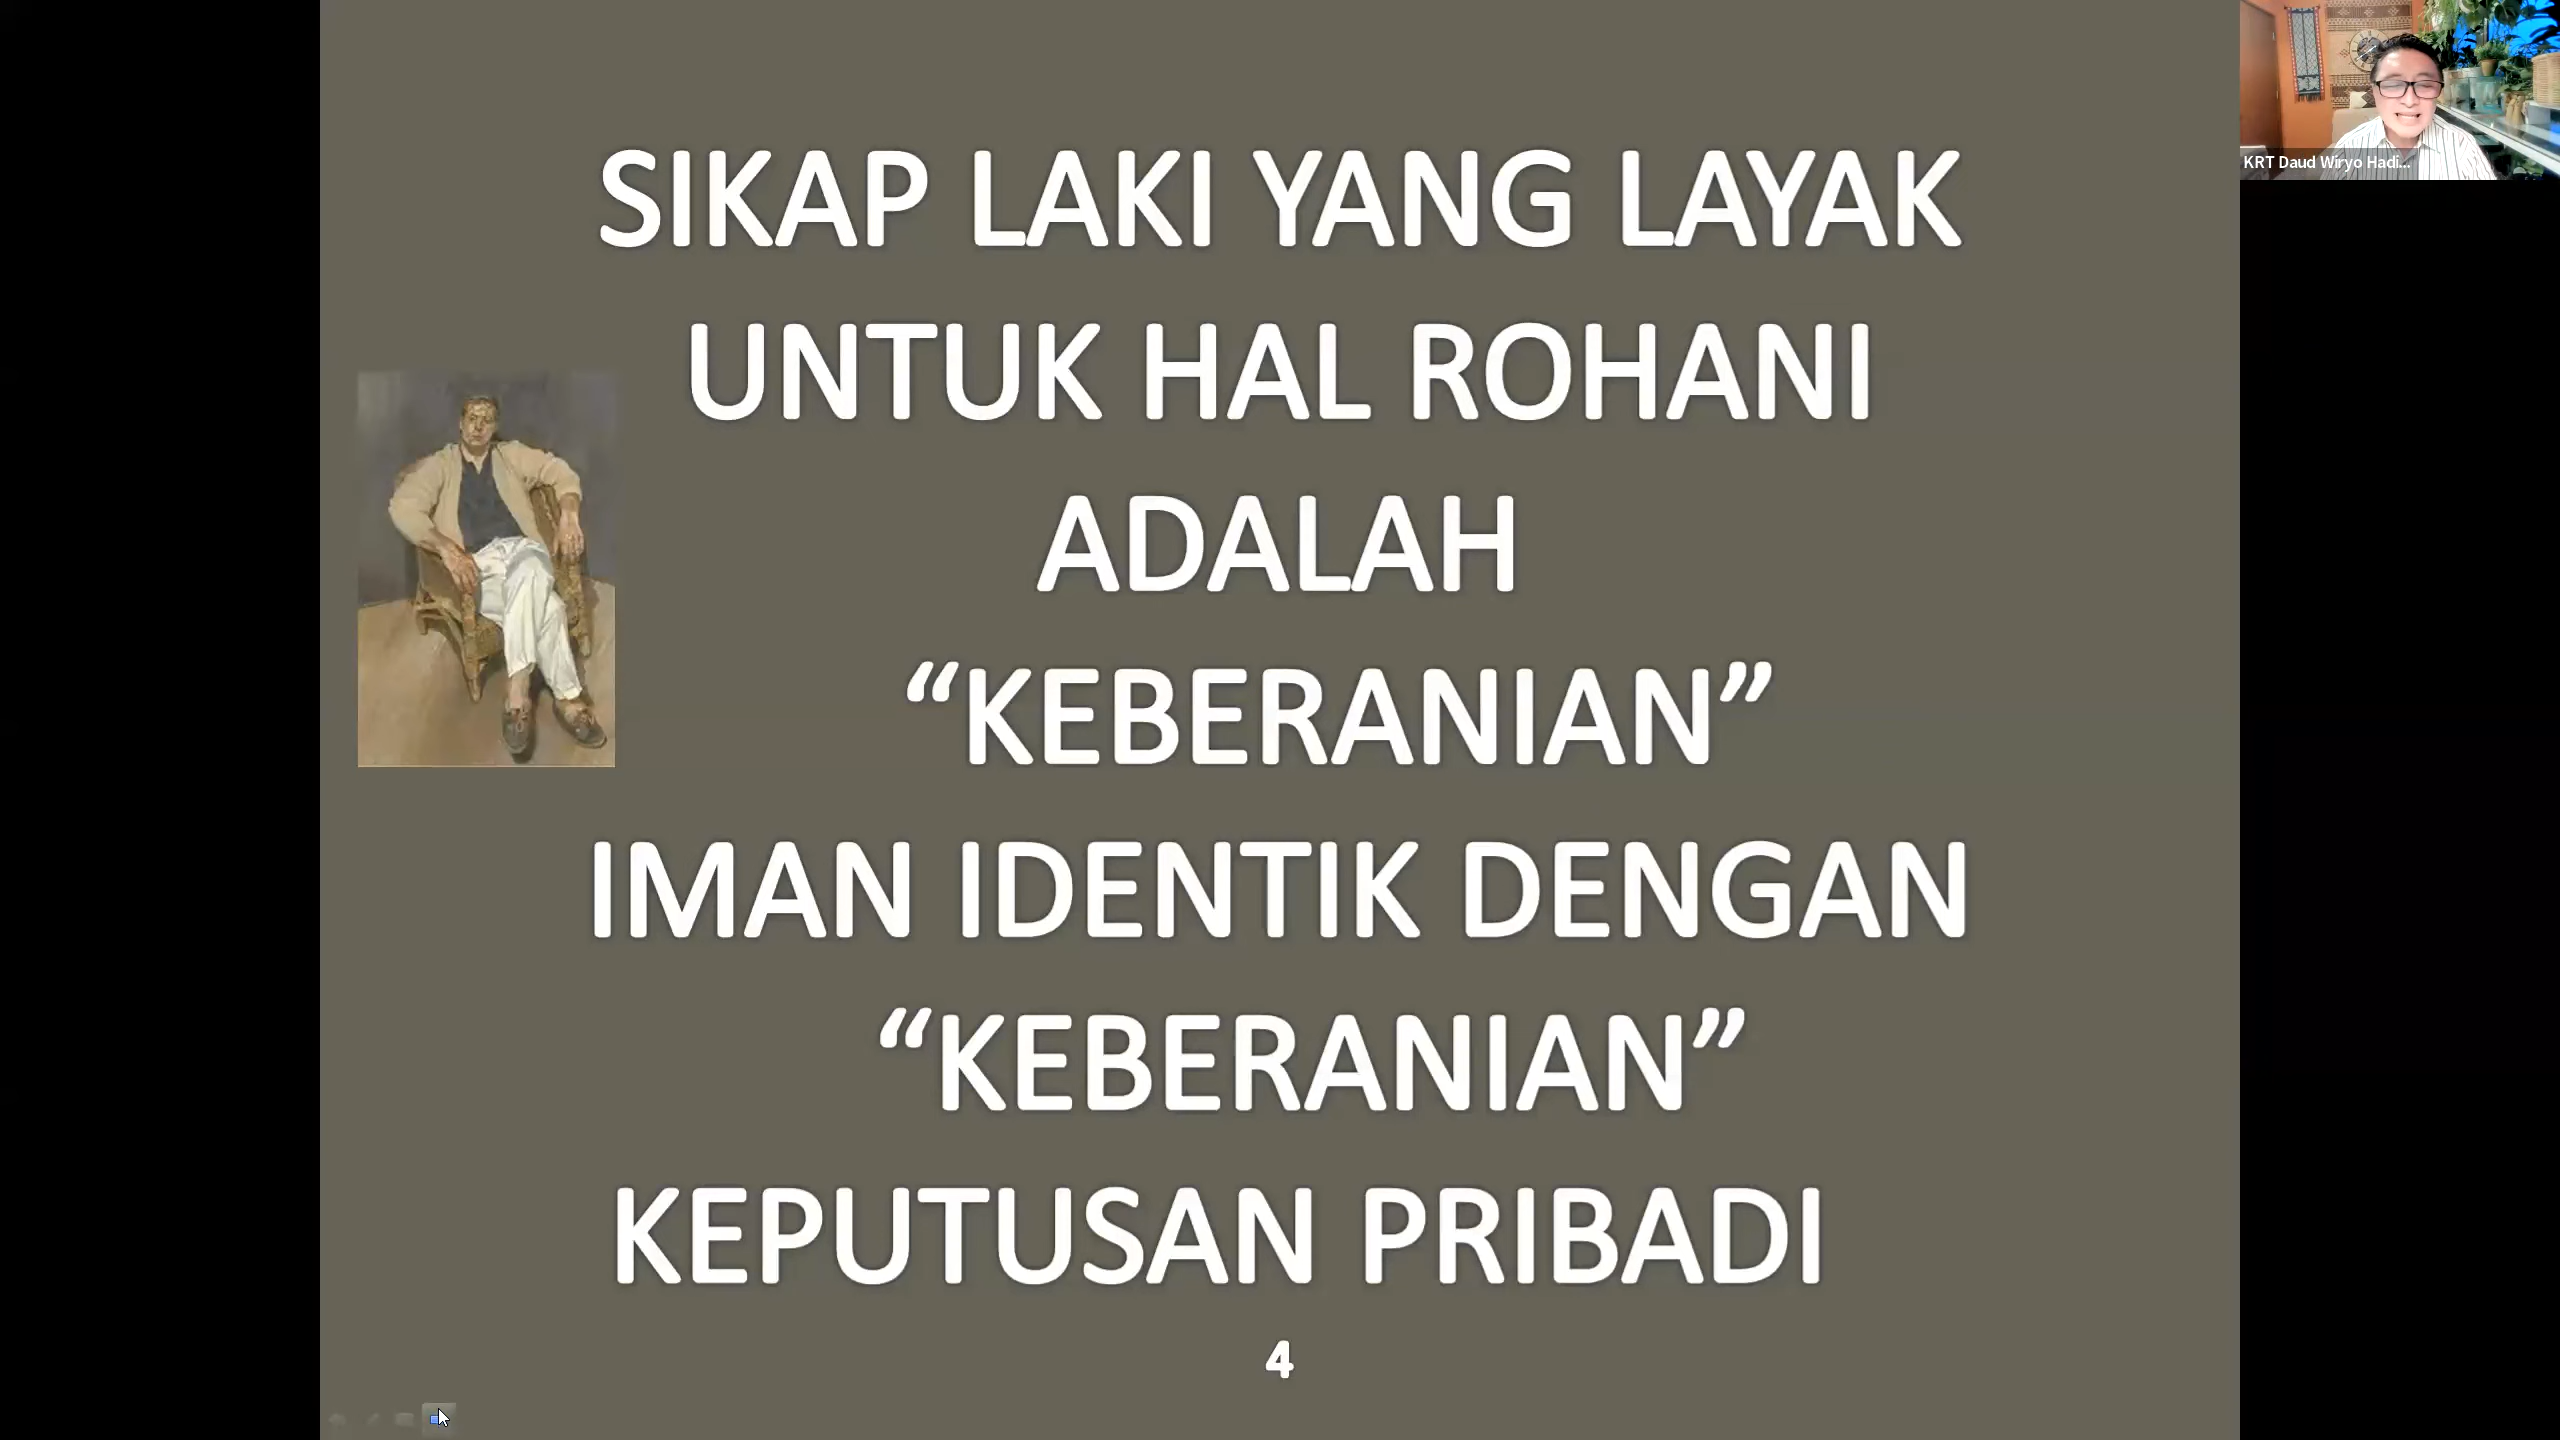 SIKAP LAKI YANG LAYAK
UNTUK HAL ROHANI
ADALAH
“KEBERANIAN”
IMAN IDENTIK DENGAN
“KEBERANIAN”
KEPUTUSAN PRIBADI
4
KRT Daud Wiryo Hadi...